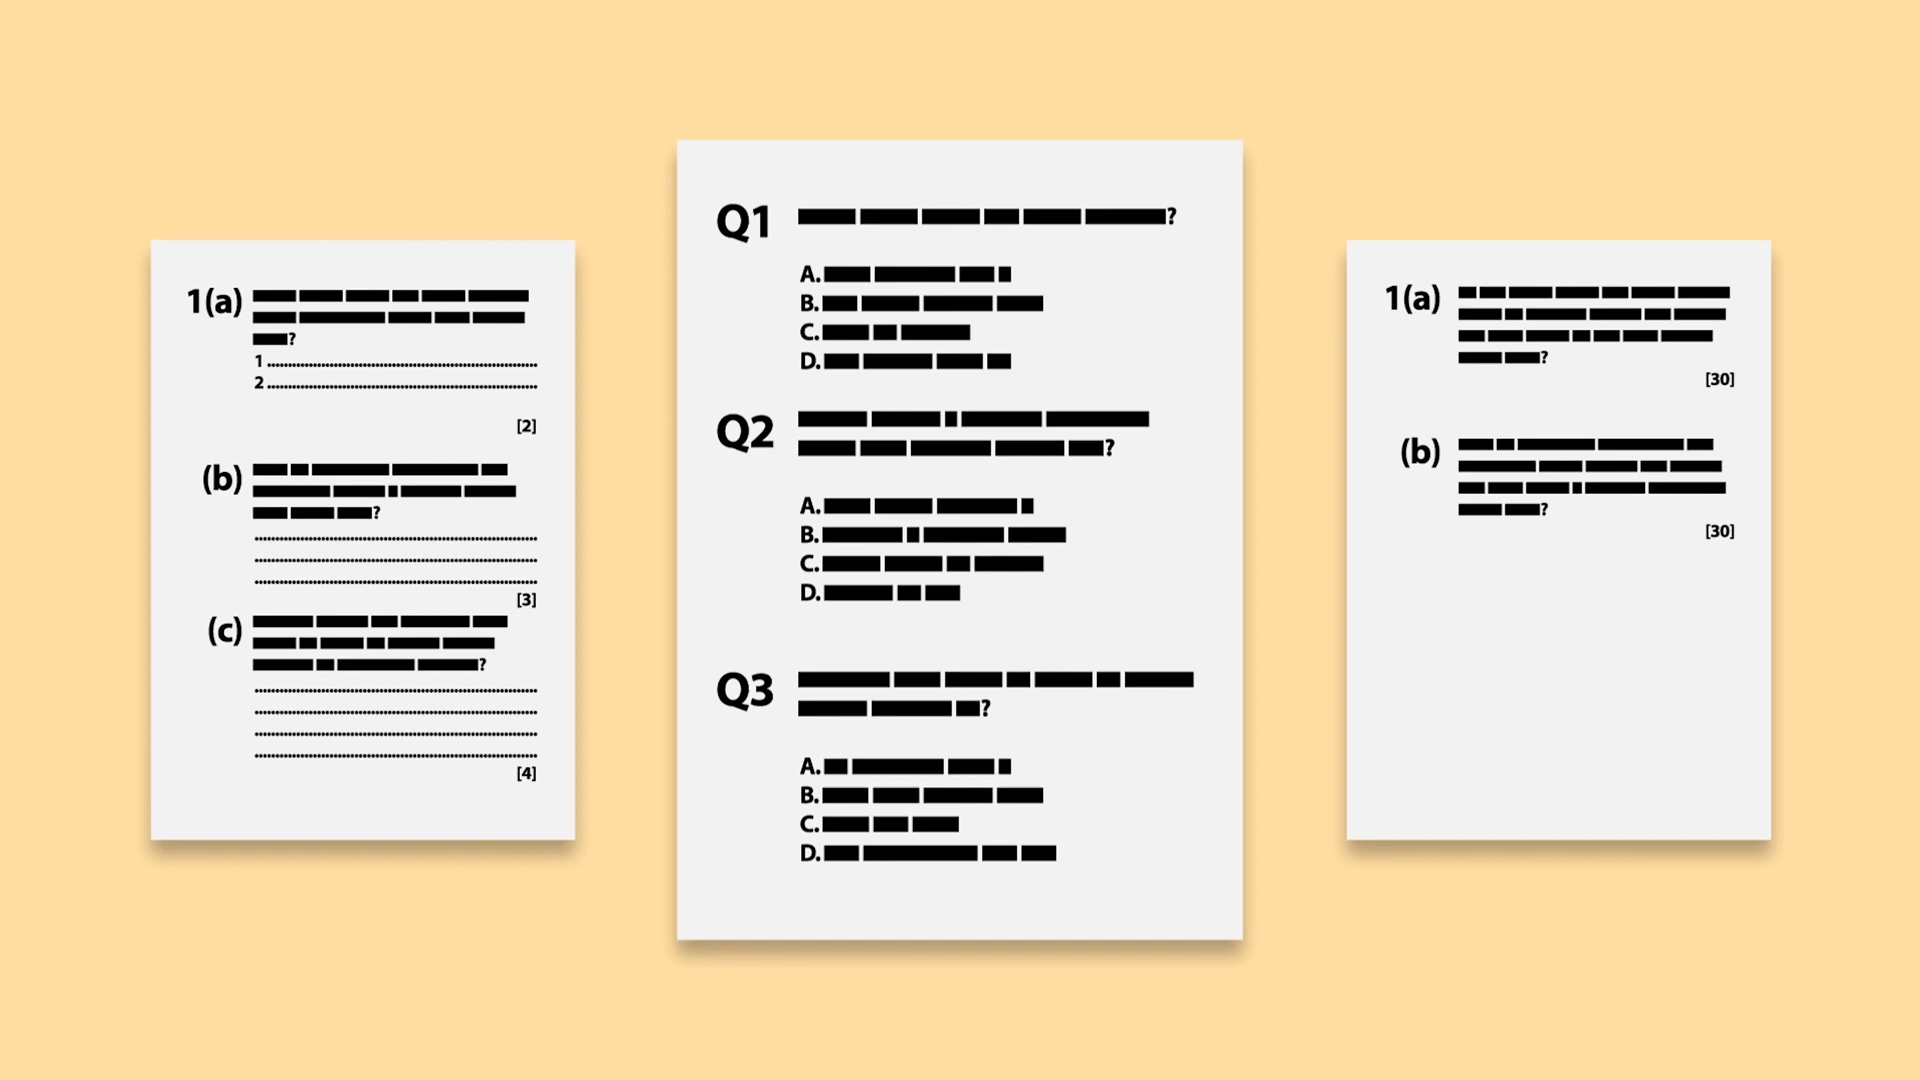 1(a)
?
1
2
[2]
(b)
?
[3]
(c)
?
[4]
Q1 ?
A.
B.
C.
D.
Q2
?
A.
B.
C.
D.
Q3
?
A.
B.
C.
D.
1(a)
?
[30]
(b)
?
[30]